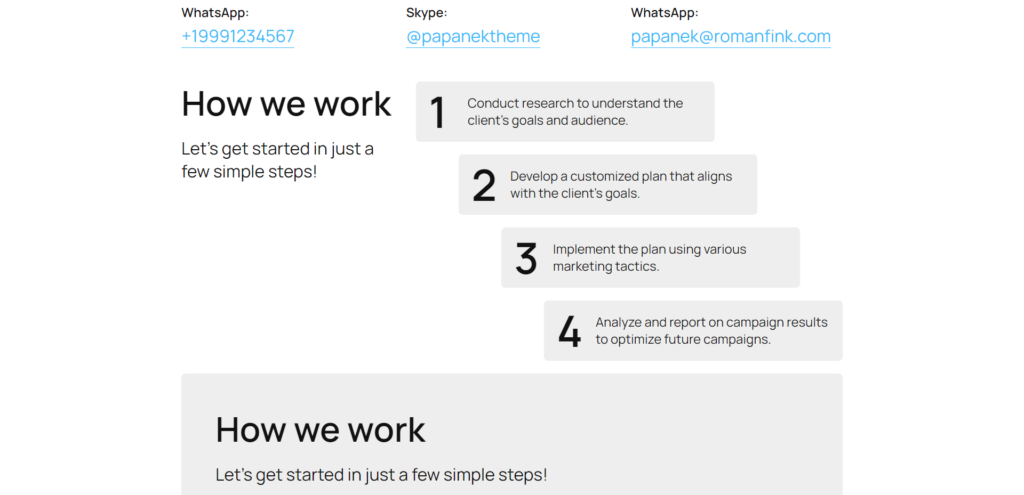 WhatsApp:
+19991234567
Skype:
@papanektheme
WhatsApp:
papanek@romanfink.com
How we work
Let's get started in just a
few simple steps!
1
Conduct research to understand the
client's goals and audience.
2
Develop a customized plan that aligns
with the client's goals.
3
Implement the plan using various
marketing tactics.
4
Analyze and report on campaign results
to optimize future campaigns.
How we work
Let's get started in just a few simple steps!